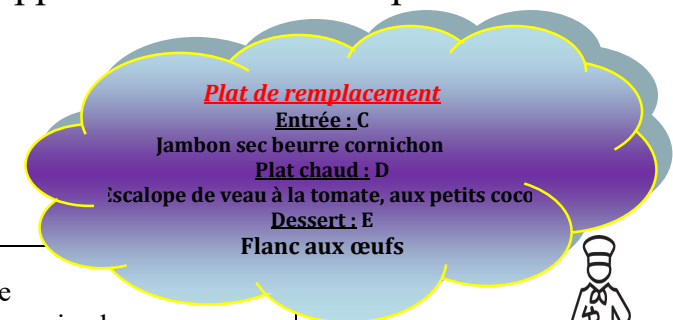 Plat de remplacement
Entrée : C
Jambon sec beurre cornichon
Plat chaud : D
Escalope de veau à la tomate, aux petits coco
Dessert : E
Flanc aux œufs